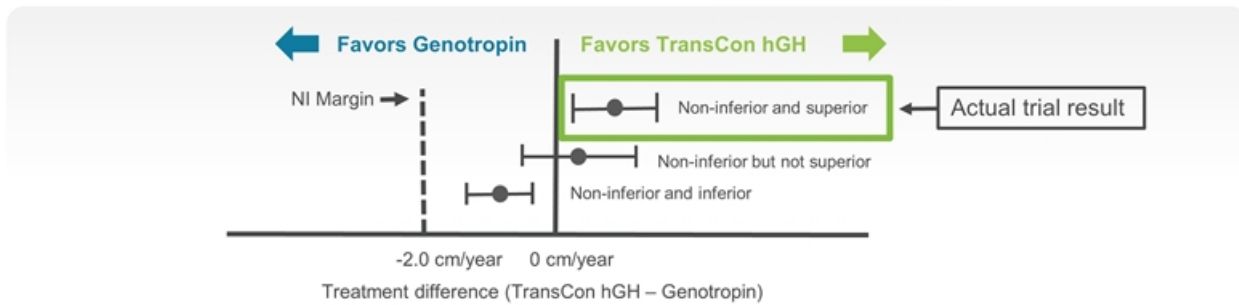 Favors Genotropin
Favors TransCon hGH
NI Margin
Non-inferior and superior
Actual trial result
Non-inferior but not superior
Non-inferior and inferior
-2.0 cm/year
0 cm/year
Treatment difference (TransCon hGH – Genotropin)